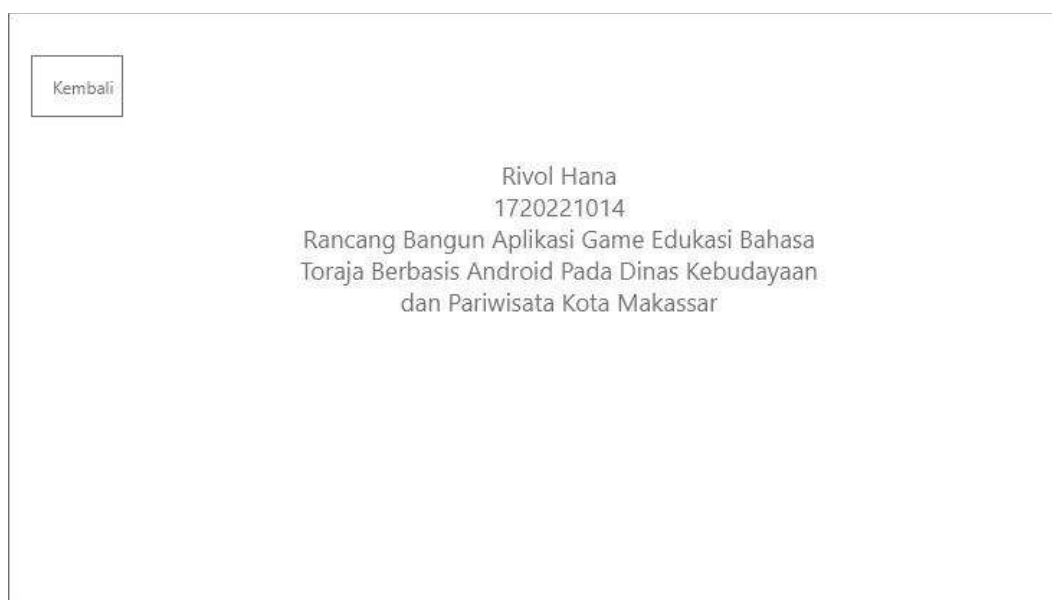 Kembali
Rivol Hana
1720221014
Rancang Bangun Aplikasi Game Edukasi Bahasa
Toraja Berbasis Android Pada Dinas Kebudayaan
dan Pariwisata Kota Makassar